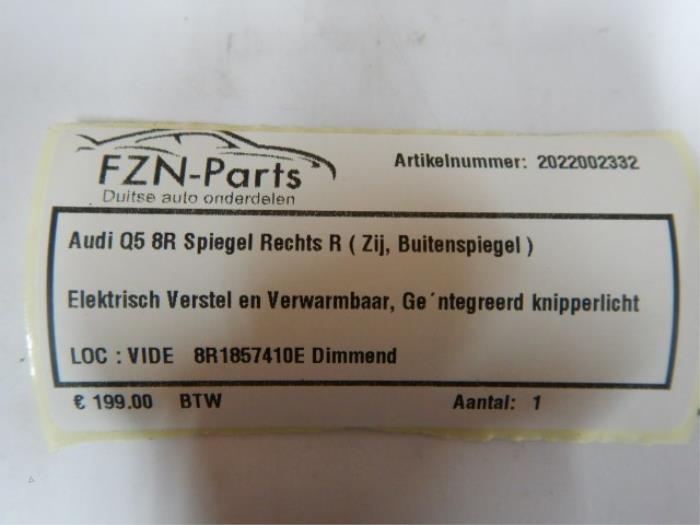 FZN-Parts
Duitse auto onderdelen
Artikelnummer: 2022002332
Audi Q5 8R Spiegel Rechts R ( Zij, Buitenspiegel )
Elektrisch Verstel en Verwarmbaar, Ge´ntegreerd knipperlicht
LOC : VIDE 8R1857410E Dimmend
€ 199.00 BTW Aantal: 1